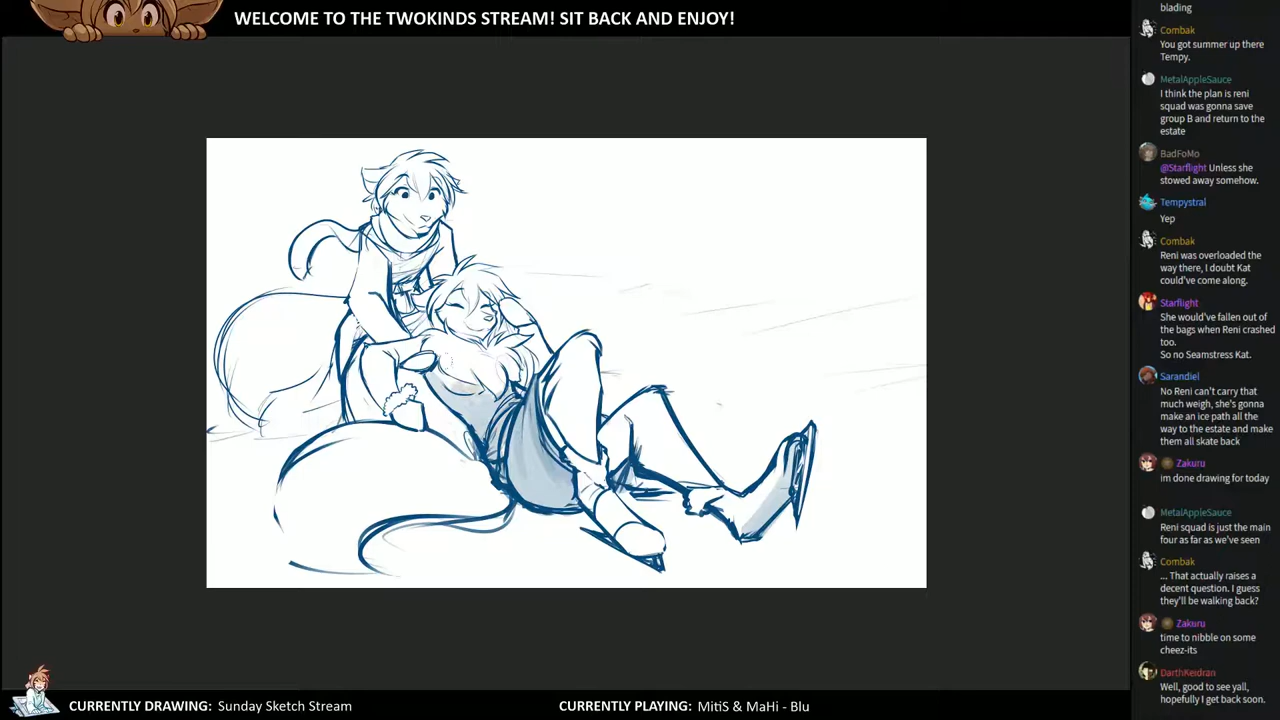 WELCOME TO THE TWOKINDS STREAM! SIT BACK AND ENJOY!
blading
Combak
You got summer up there
Tempy.
MetalAppleSauce
I think the plan is reni
squad was gonna save
group B and return to the
estate
BadFoMo
@Starflight Unless she
stowed away somehow.
Tempystral
Yep
Combak
Reni was overloaded the
way there, I doubt Kat
could've come along.
Starflight
She would've fallen out of
the bags when Reni crashed
too.
So no Seamstress Kat.
Sarandiel
No Reni can't carry that
much weigh, she's gonna
make an ice path all the
way to the estate and make
them all skate back
Zakuru
im done drawing for today
MetalAppleSauce
Reni squad is just the main
four as far as we've seen
Combak
... That actually raises a
decent question. I guess
they'll be walking back?
Zakuru
time to nibble on some
cheez-its
DarthKeidran
Well, good to see yall,
hopefully I get back soon.
CURRENTLY DRAWING: Sunday Sketch Stream
CURRENTLY PLAYING: MitiS & MaHi - Blu